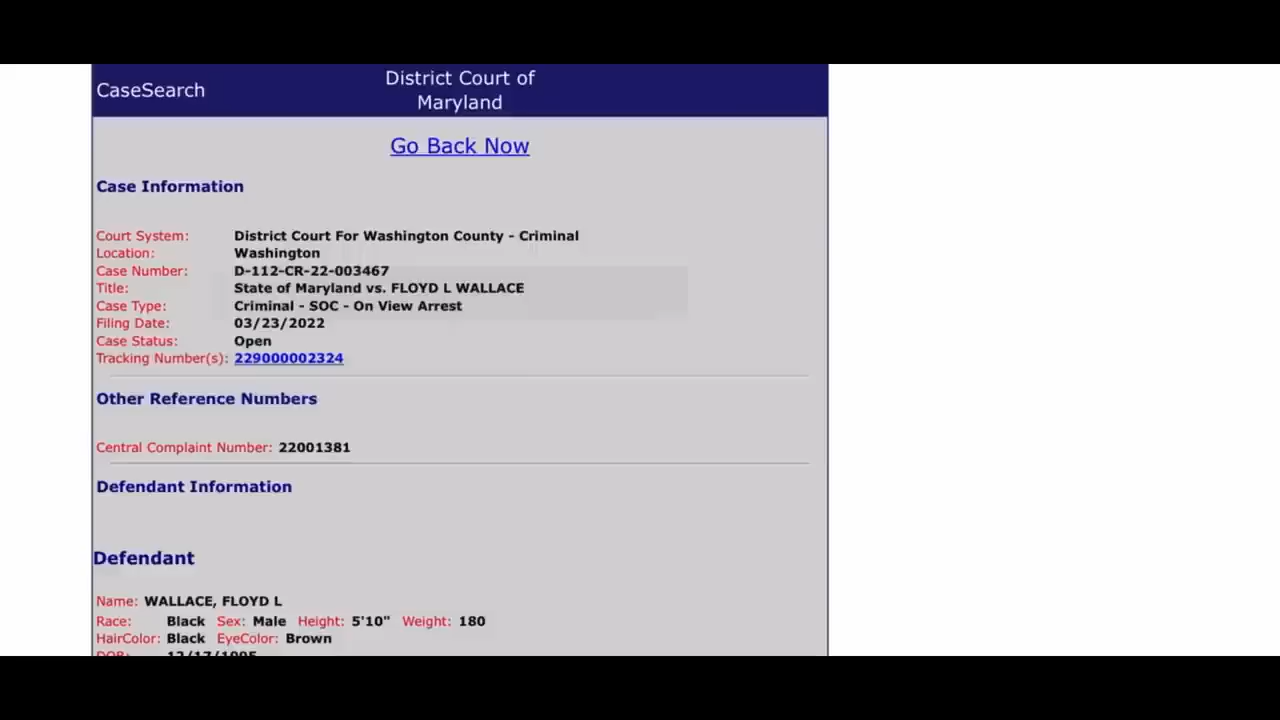 CaseSearch
District Court of
Maryland
Go Back Now
Case Information
Court System: District Court For Washington County - Criminal
Location: Washington
Case Number: D-112-CR-22-003467
Title: State of Maryland vs. FLOYD L WALLACE
Case Type: Criminal - SOC - On View Arrest
Filing Date: 03/23/2022
Case Status: Open
Tracking Number(s): 229000002324
Other Reference Numbers
Central Complaint Number: 22001381
Defendant Information
Defendant
Name: WALLACE, FLOYD L
Race: Black Sex: Male Height: 5'10" Weight: 180
HairColor: Black EyeColor: Brown
DOB: